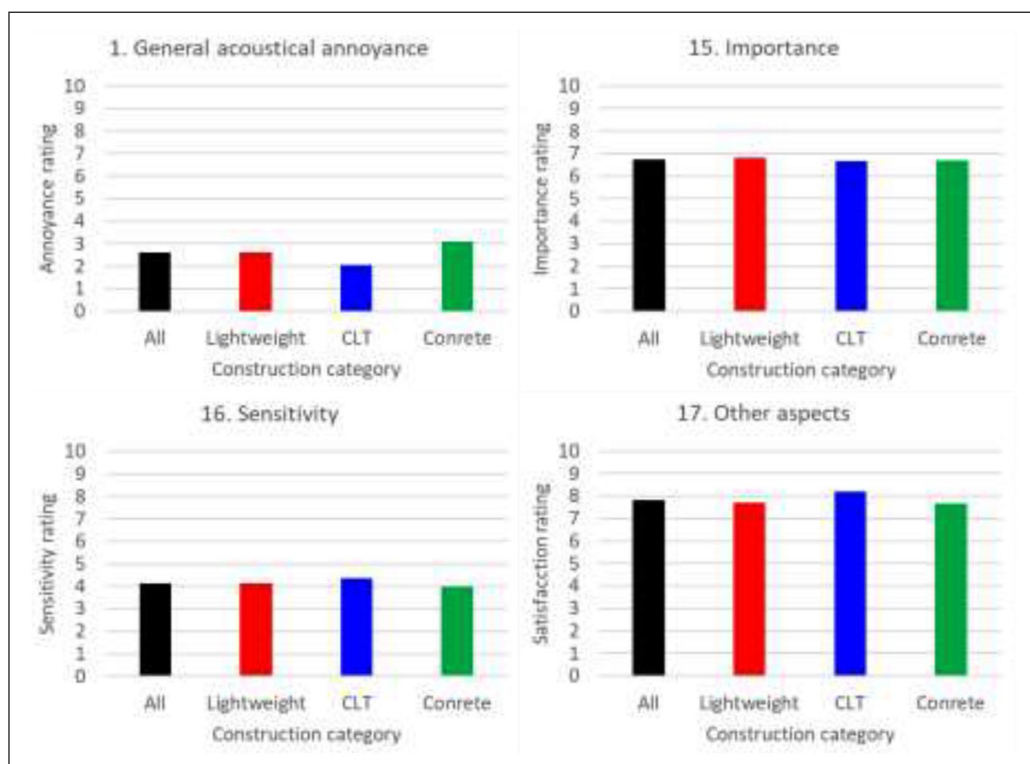 1. General acoustical annoyance
10
9
8
7
6
5
4
3
2
1
0
Annoyance rating
All Lightweight CLT Conrete
Construction category
15. Importance
10
9
8
7
6
5
4
3
2
1
0
Importance rating
All Lightweight CLT Conrete
Construction category
16. Sensitivity
10
9
8
7
6
5
4
3
2
1
0
Sensitivity rating
All Lightweight CLT Conrete
Construction category
17. Other aspects
10
9
8
7
6
5
4
3
2
1
0
Satisfacction rating
All Lightweight CLT Conrete
Construction category